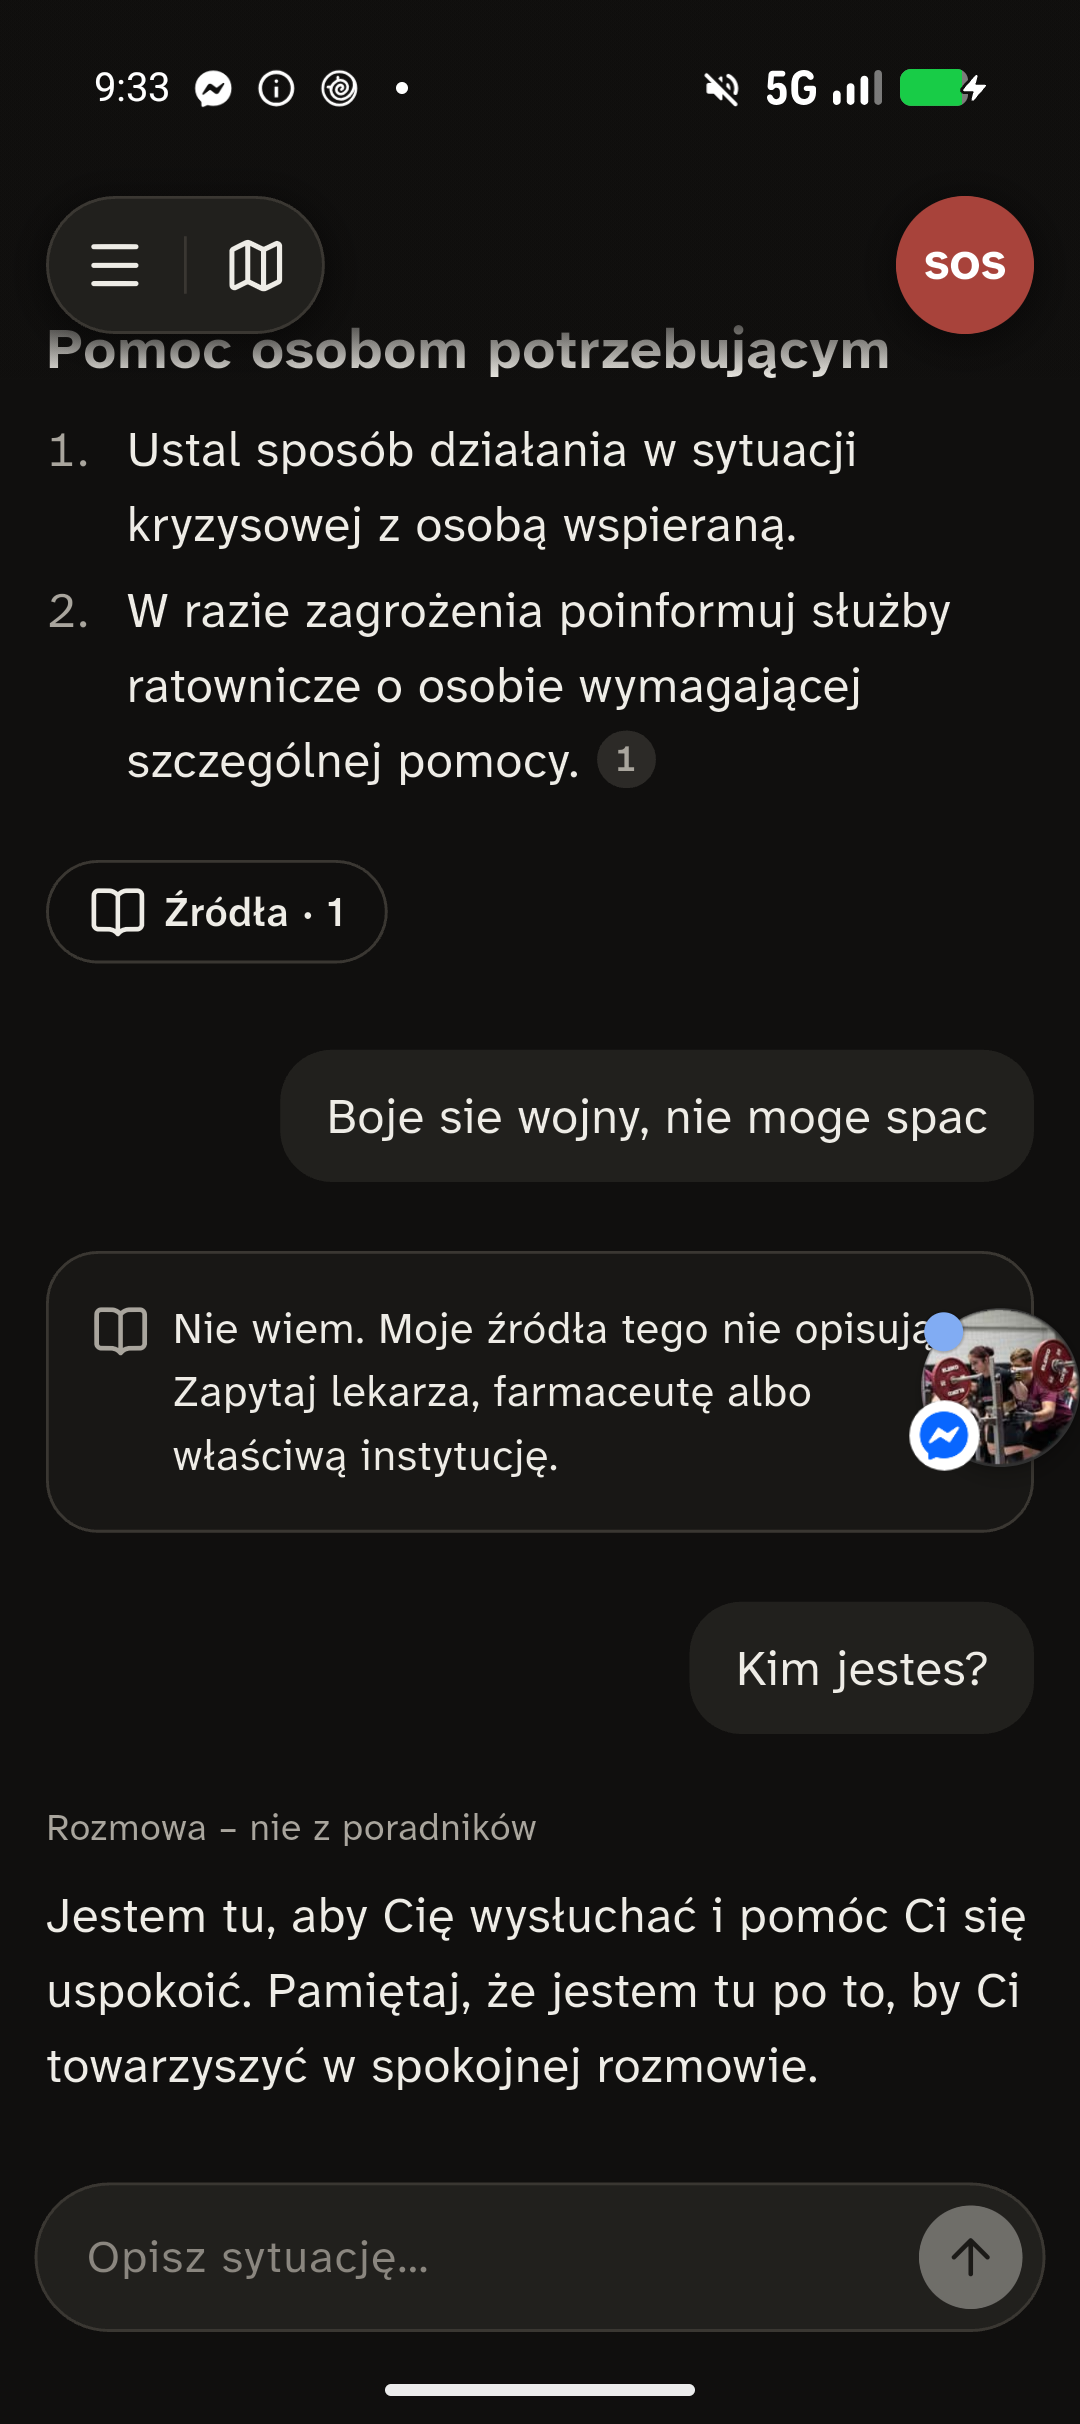 9:33
5G
SOS
Pomoc osobom potrzebującym
1. Ustal sposób działania w sytuacji
kryzysowej z osobą wspieraną.
2. W razie zagrożenia poinformuj służby
ratownicze o osobie wymagającej
szczególnej pomocy. 1
Źródła · 1
Boje sie wojny, nie moge spac
Nie wiem. Moje źródła tego nie opisują
Zapytaj lekarza, farmaceutę albo
właściwą instytucję.
Kim jestes?
Rozmowa – nie z poradników
Jestem tu, aby Cię wysłuchać i pomóc Ci się
uspokoić. Pamiętaj, że jestem tu po to, by Ci
towarzyszyć w spokojnej rozmowie.
Opisz sytuację...